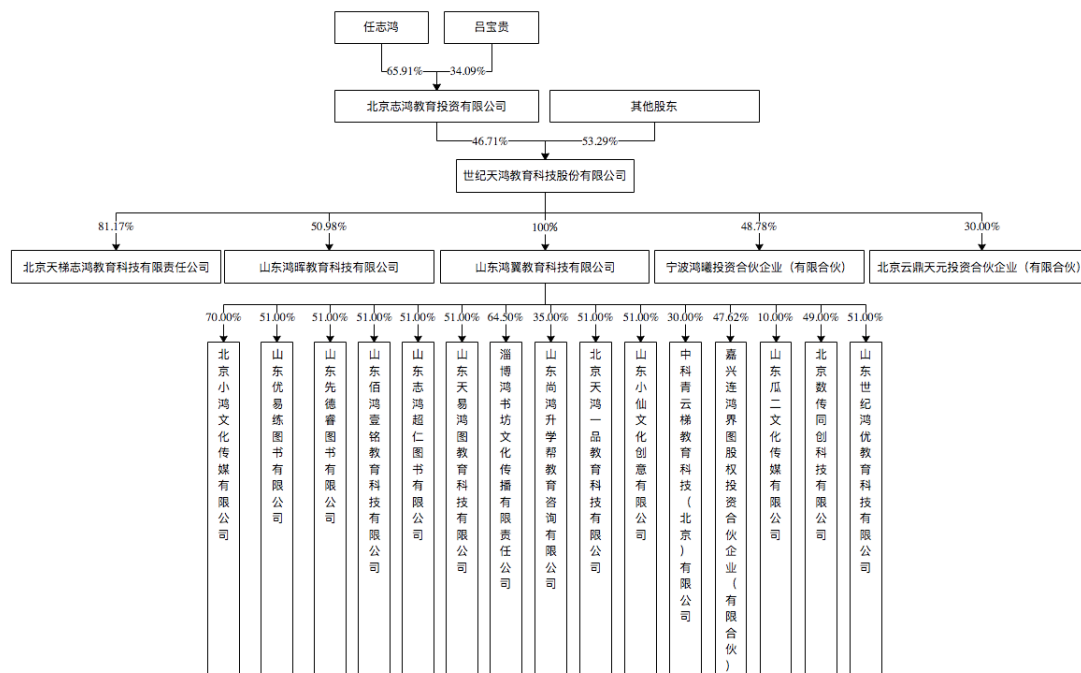 任志鸿
吕宝贵
65.91%
34.09%
北京志鸿教育投资有限公司
其他股东
46.71%
53.29%
世纪天鸿教育科技股份有限公司
81.17%
50.98%
100%
48.78%
30.00%
北京天梯志鸿教育科技有限责任公司
山东鸿晖教育科技有限公司
山东鸿翼教育科技有限公司
宁波鸿曦投资合伙企业（有限合伙）
北京云鼎天元投资合伙企业（有限合伙）
70.00%
51.00%
51.00%
51.00%
51.00%
51.00%
64.50%
35.00%
51.00%
51.00%
30.00%
47.62%
10.00%
49.00%
51.00%
北京小鸿文化传媒有限公司
山东优易练图书有限公司
山东先德睿图书有限公司
山东佰鸿壹铭教育科技有限公司
山东志鸿超仁图书有限公司
山东天易鸿图教育科技有限公司
淄博鸿书坊文化传播有限责任公司
山东尚鸿升学帮教育咨询有限公司
北京天鸿一品教育科技有限公司
山东小仙文化创意有限公司
中科青云梯教育科技（北京）有限公司
嘉兴连鸿界图股权投资合伙企业（有限合伙）
山东瓜二文化传媒有限公司
北京数传同创科技有限公司
山东世纪鸿优教育科技有限公司